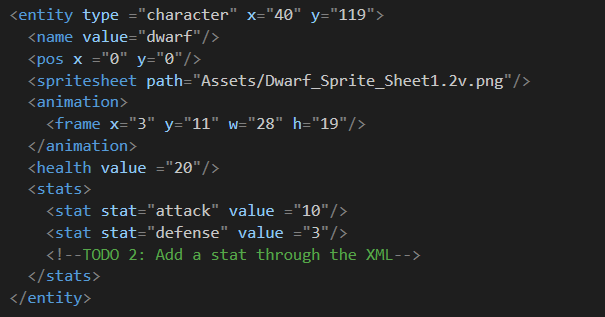 <entity type ="character" x="40" y="119">
<name value="dwarf"/>
<pos x ="0" y="0"/>
<spritesheet path="Assets/Dwarf_Sprite_Sheet1.2v.png"/>
<animation>
<frame x="3" y="11" w="28" h="19"/>
</animation>
<health value ="20"/>
<stats>
<stat stat="attack" value ="10"/>
<stat stat="defense" value ="3"/>
<!--TODO 2: Add a stat through the XML-->
</stats>
</entity>